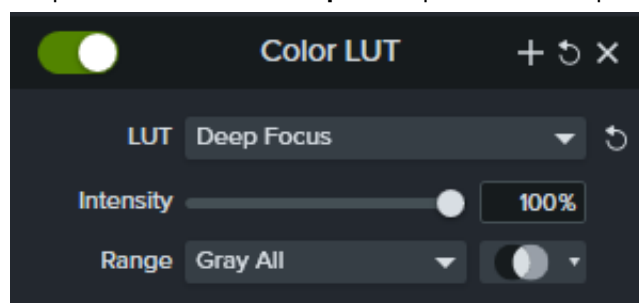 Color LUT
LUT Deep Focus
Intensity 100%
Range Gray All